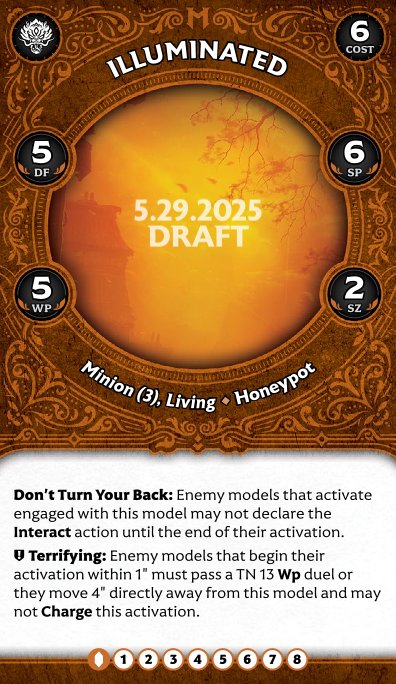 ILLUMINATED
6
COST
5
DF
6
SP
5.29.2025
DRAFT
5
WP
2
SZ
Minion (3), Living ◆ Honeypot
Don't Turn Your Back: Enemy models that activate
engaged with this model may not declare the
Interact action until the end of their activation.
Terrifying: Enemy models that begin their
activation within 1" must pass a TN 13 Wp duel or
they move 4" directly away from this model and may
not Charge this activation.
1 2 3 4 5 6 7 8